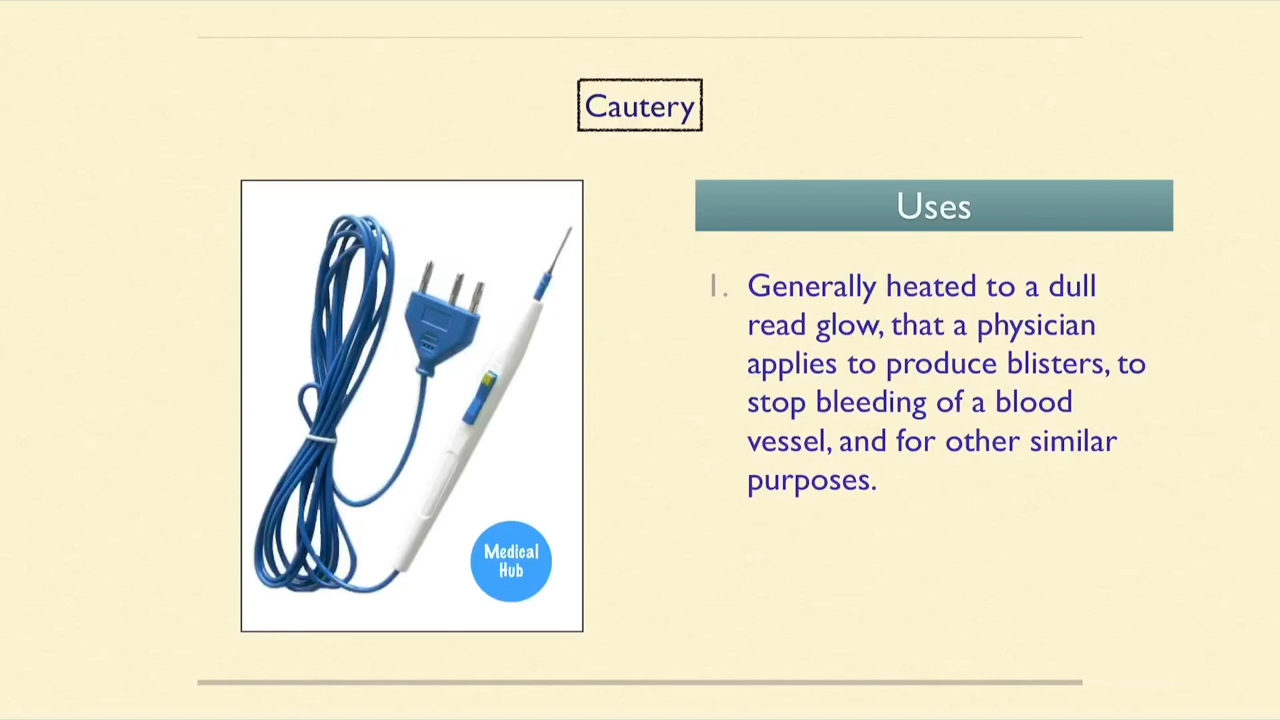 Cautery
Uses
1. Generally heated to a dull
read glow, that a physician
applies to produce blisters, to
stop bleeding of a blood
vessel, and for other similar
purposes.
Medical
Hub